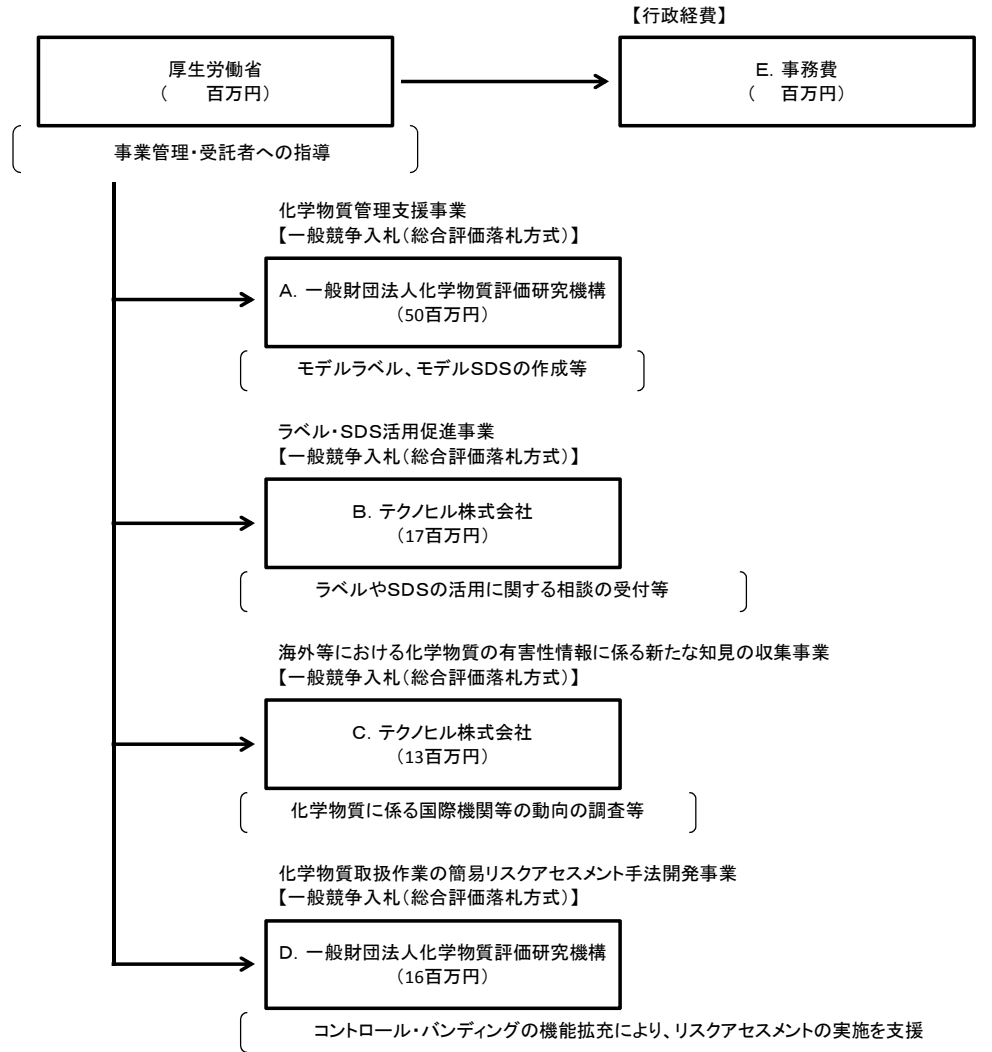 【行政経費】
厚生労働省
(　　百万円)
E. 事務費
(　百万円)
事業管理・受託者への指導
化学物質管理支援事業
【一般競争入札(総合評価落札方式)】
A. 一般財団法人化学物質評価研究機構
(50百万円)
モデルラベル、モデルSDSの作成等
ラベル・SDS活用促進事業
【一般競争入札(総合評価落札方式)】
B. テクノヒル株式会社
(17百万円)
ラベルやSDSの活用に関する相談の受付等
海外等における化学物質の有害性情報に係る新たな知見の収集事業
【一般競争入札(総合評価落札方式)】
C. テクノヒル株式会社
(13百万円)
化学物質に係る国際機関等の動向の調査等
化学物質取扱作業の簡易リスクアセスメント手法開発事業
【一般競争入札(総合評価落札方式)】
D. 一般財団法人化学物質評価研究機構
(16百万円)
コントロール・バンディングの機能拡充により、リスクアセスメントの実施を支援